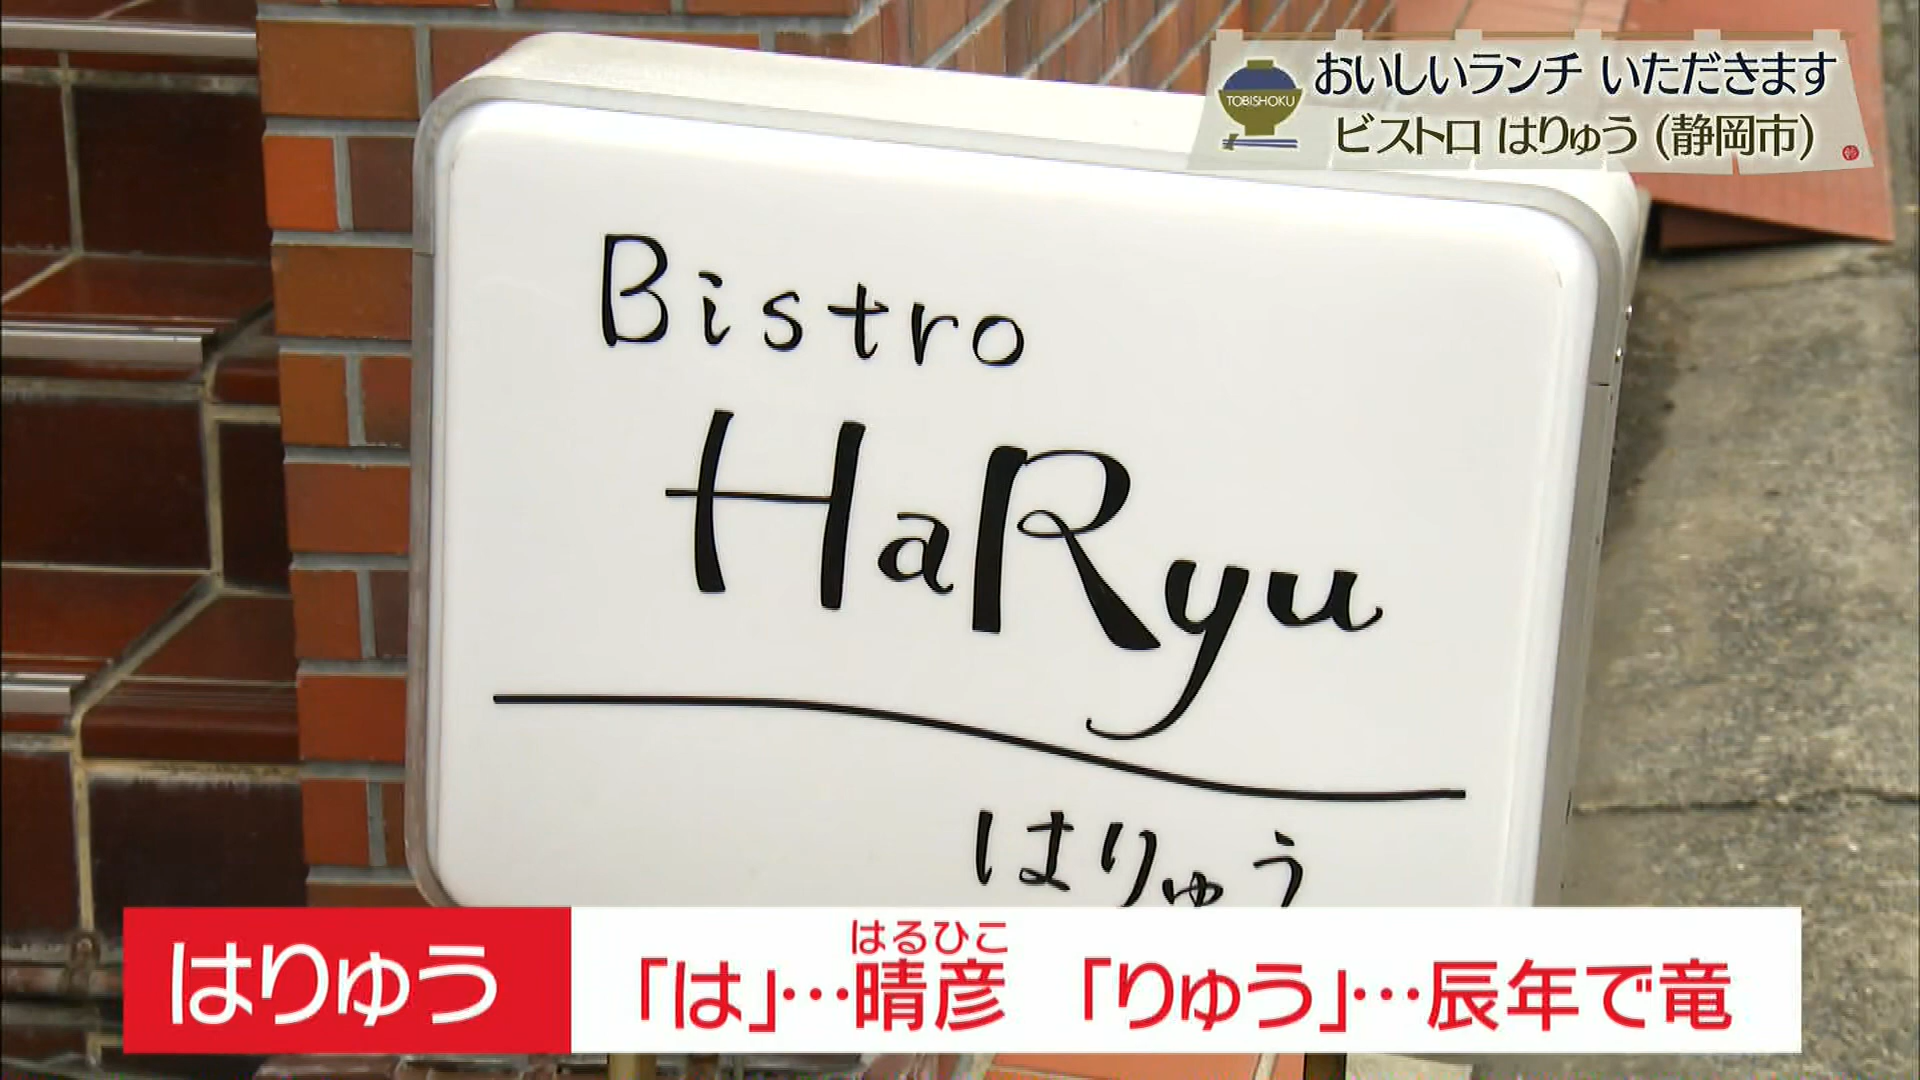 おいしいランチ いただきます
TOBISHOKU
ビストロ はりゅう (静岡市)
Bistro
HaRyu
はりゅう
はりゅう
はるひこ
「は」…晴彦 「りゅう」…辰年で竜